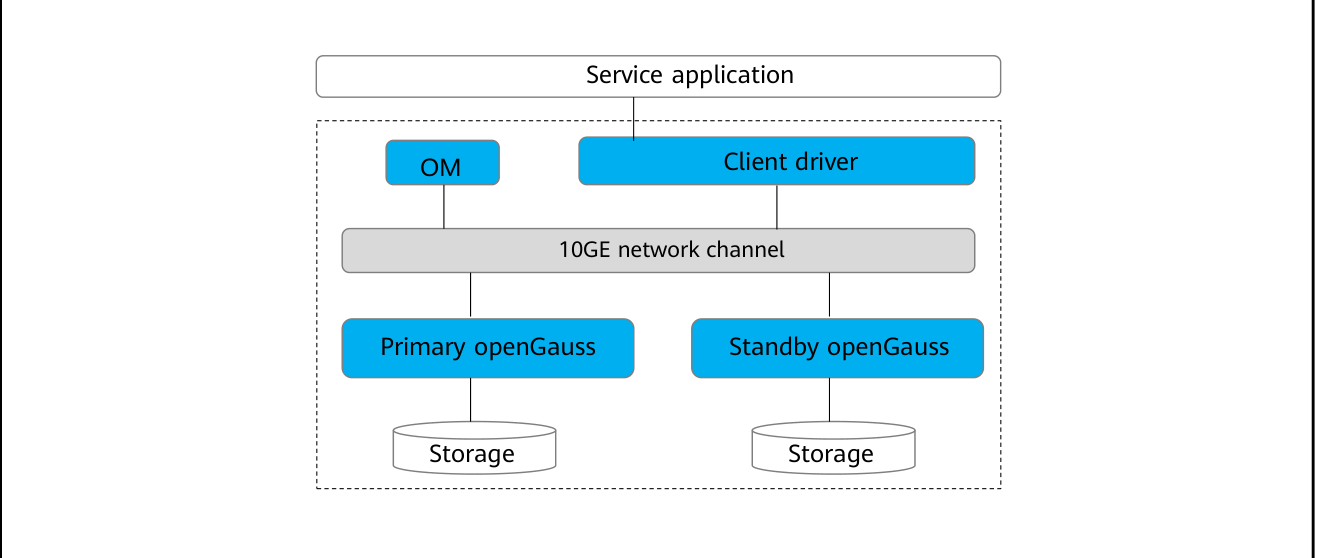 Service application
OM
Client driver
10GE network channel
Primary openGauss
Standby openGauss
Storage
Storage